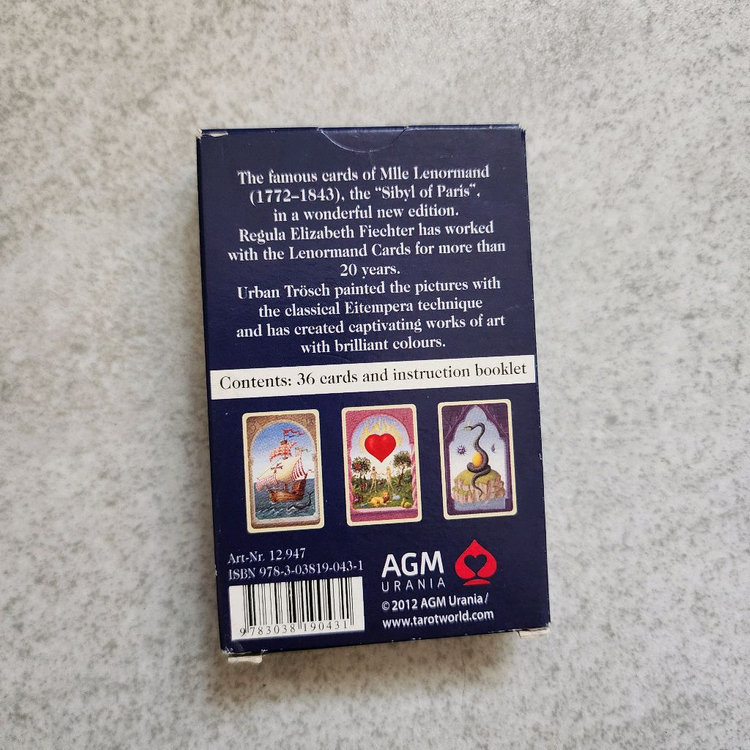 The famous cards of Mlle Lenormand
(1772–1843), the "Sibyl of Paris",
in a wonderful new edition.
Regula Elizabeth Fiechter has worked
with the Lenormand Cards for more than
20 years.
Urban Trösch painted the pictures with
the classical Eitempera technique
and has created captivating works of art
with brilliant colours.
Contents: 36 cards and instruction booklet
Art-Nr. 12.947
ISBN 978-3-03819-043-1
9 783038 190431
AGM
URANIA
© 2012 AGM Urania/
www.tarotworld.com